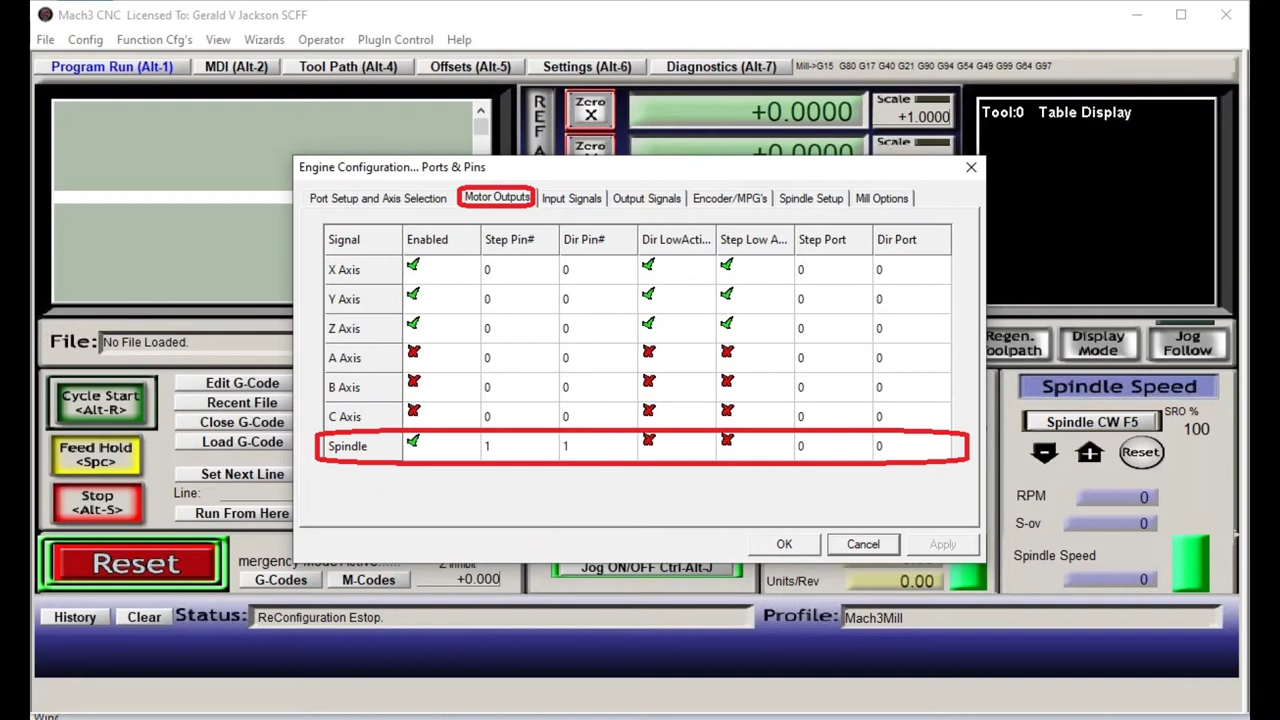 Mach3 CNC Licensed To: Gerald V Jackson SCFF
File Config Function Cfg's View Wizards Operator PlugIn Control Help
Program Run (Alt-1) MDI (Alt-2) Tool Path (Alt-4) Offsets (Alt-5) Settings (Alt-6) Diagnostics (Alt-7) Mill->G15 G80 G17 G40 G21 G90 G94 G54 G49 G99 G64 G97
REF
Zero X +0.0000 Scale +1.0000
Zero +0.0000 Scale
Tool:0 Table Display
Engine Configuration... Ports & Pins
Port Setup and Axis Selection Motor Outputs Input Signals Output Signals Encoder/MPG's Spindle Setup Mill Options
Signal Enabled Step Pin# Dir Pin# Dir LowActi... Step Low A... Step Port Dir Port
X Axis 0 0 0 0
Y Axis 0 0 0 0
Z Axis 0 0 0 0
A Axis 0 0 0 0
B Axis 0 0 0 0
C Axis 0 0 0 0
Spindle 1 1 0 0
OK Cancel Apply
File: No File Loaded.
Cycle Start
<Alt-R>
Feed Hold
<Spc>
Stop
<Alt-S>
Edit G-Code
Recent File
Close G-Code
Load G-Code
Set Next Line
Line:
Run From Here
Regen.
Toolpath
Display
Mode
Jog
Follow
Spindle Speed
Spindle CW F5
SRO %
100
Reset
RPM 0
S-ov 0
Spindle Speed
0
Reset
mergency Mode Active...
G-Codes M-Codes +0.000
Jog ON/OFF Ctrl-Alt-J
Units/Rev 0.00
History Clear Status: ReConfiguration Estop. Profile: Mach3Mill